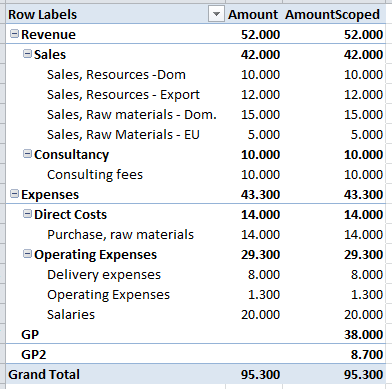 Row Labels Amount AmountScoped
Revenue 52.000 52.000
Sales 42.000 42.000
Sales, Resources -Dom 10.000 10.000
Sales, Resources - Export 12.000 12.000
Sales, Raw materials - Dom. 15.000 15.000
Sales, Raw Materials - EU 5.000 5.000
Consultancy 10.000 10.000
Consulting fees 10.000 10.000
Expenses 43.300 43.300
Direct Costs 14.000 14.000
Purchase, raw materials 14.000 14.000
Operating Expenses 29.300 29.300
Delivery expenses 8.000 8.000
Operating Expenses 1.300 1.300
Salaries 20.000 20.000
GP 38.000
GP2 8.700
Grand Total 95.300 95.300